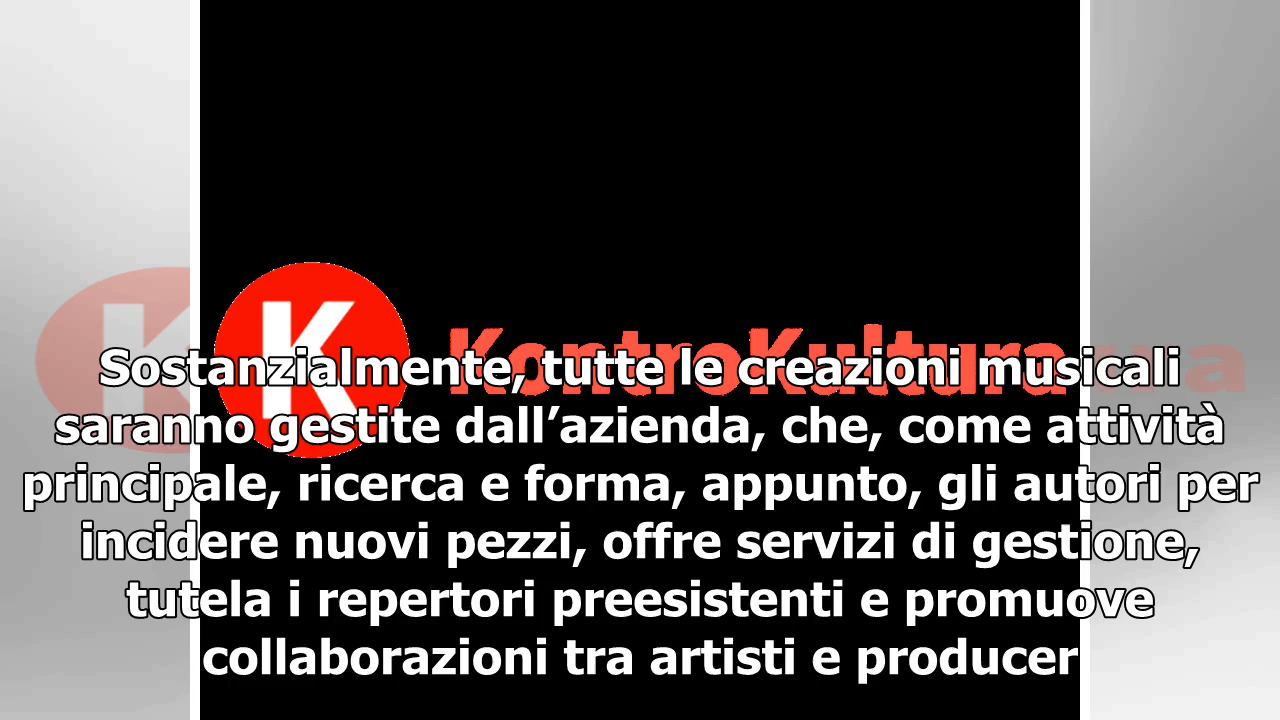 K KontroKultura
Sostanzialmente, tutte le creazioni musicali
saranno gestite dall’azienda, che, come attività
principale, ricerca e forma, appunto, gli autori per
incidere nuovi pezzi, offre servizi di gestione,
tutela i repertori preesistenti e promuove
collaborazioni tra artisti e producer